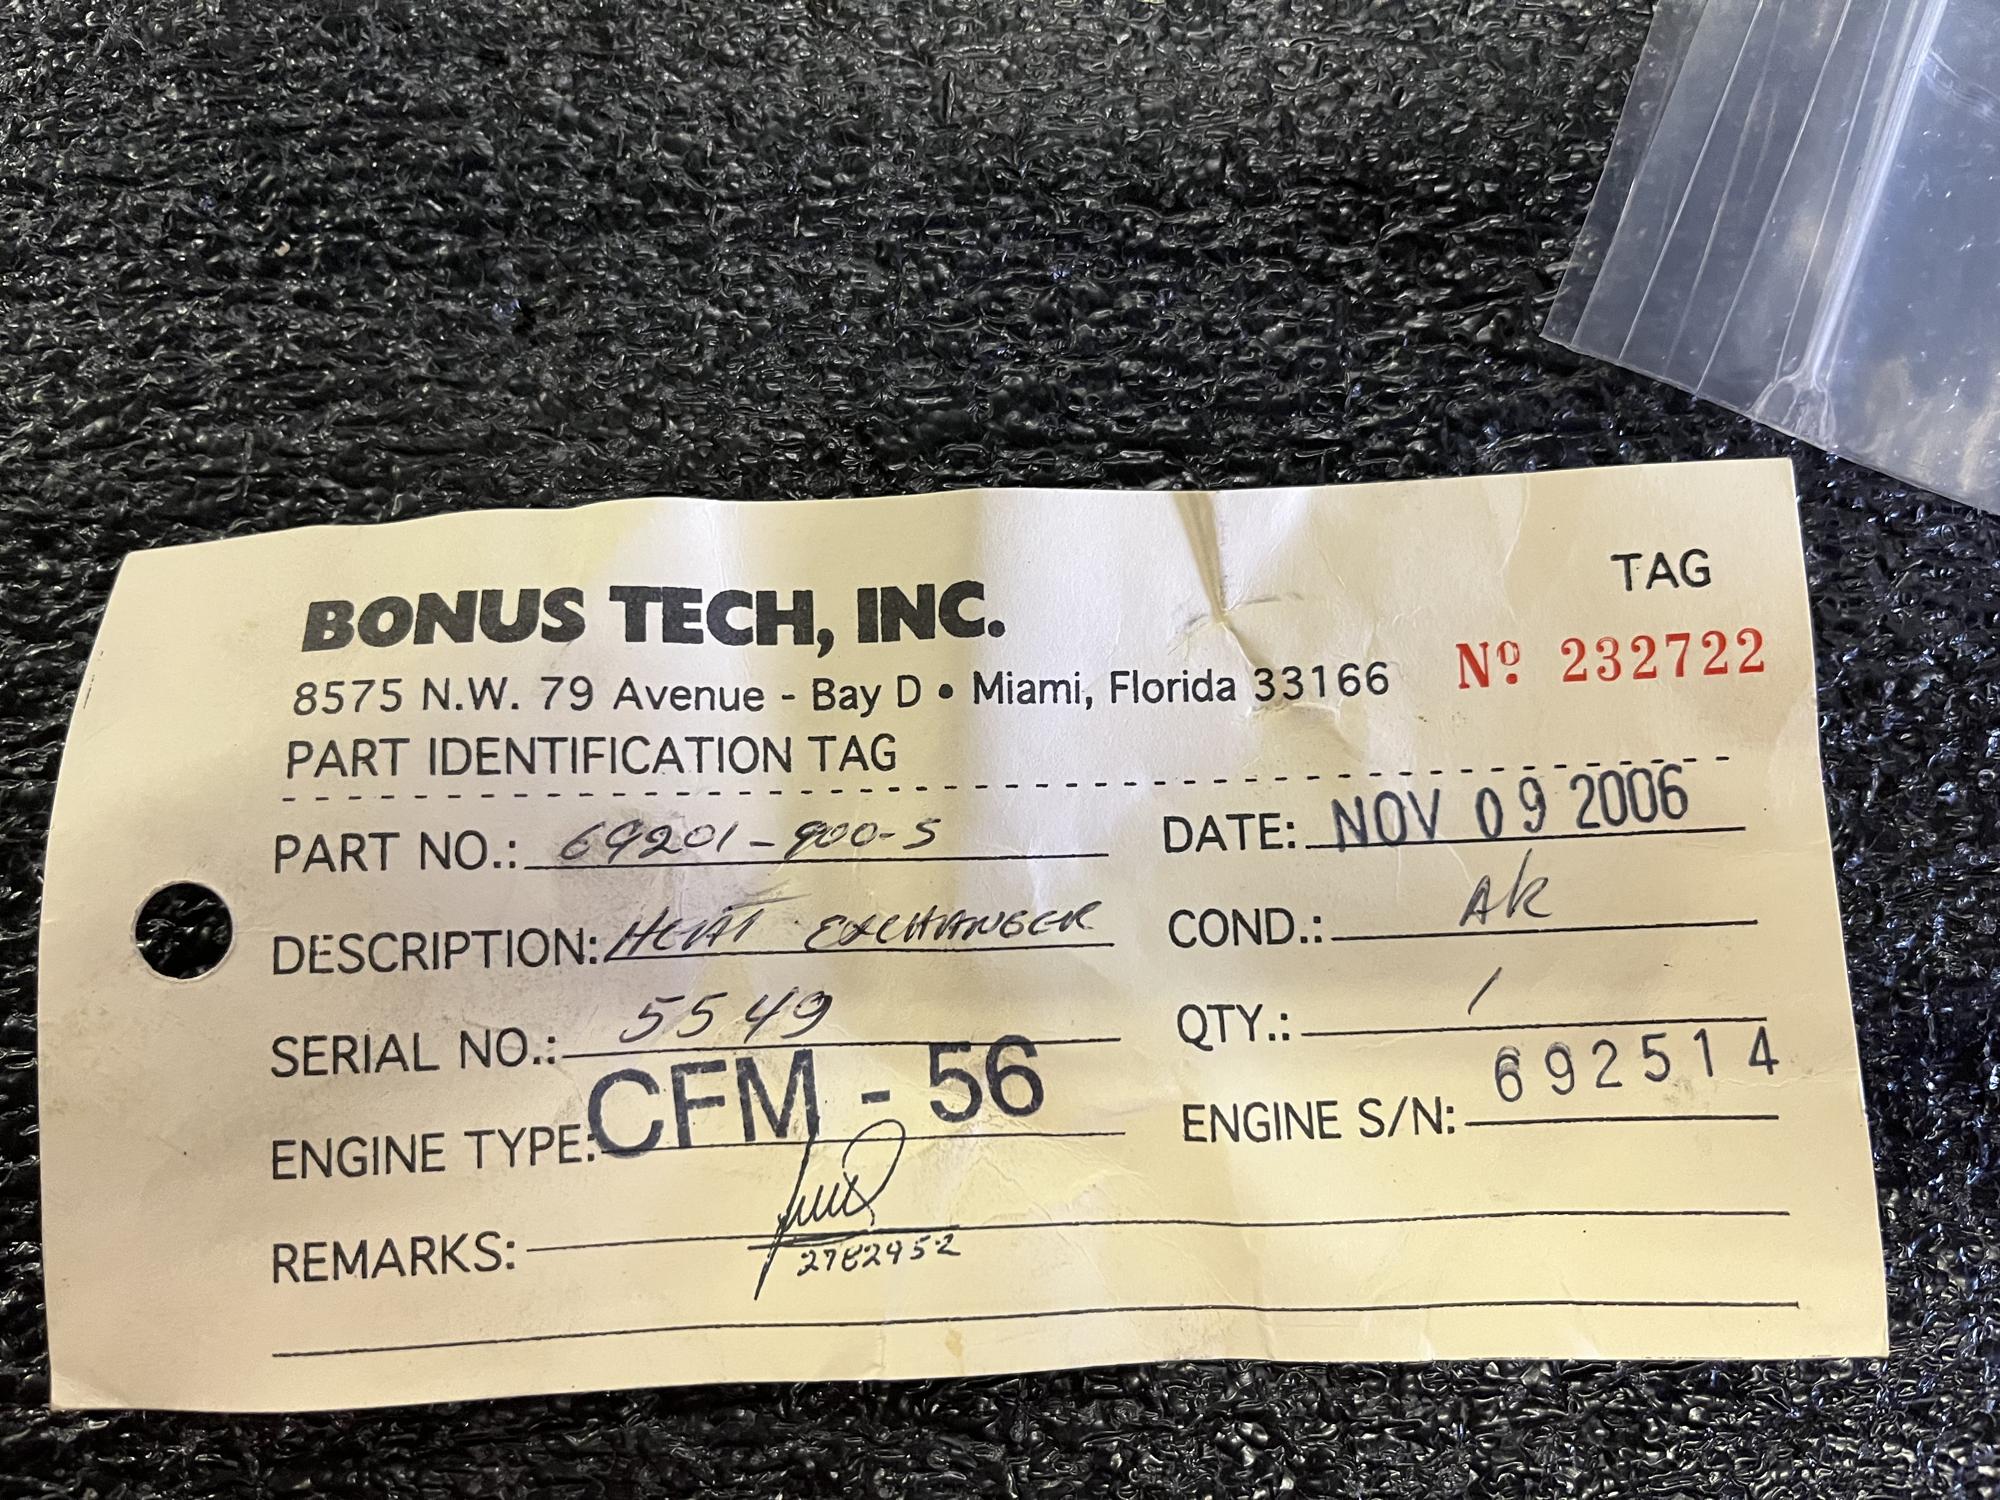 BONUS TECH, INC.
TAG
8575 N.W. 79 Avenue - Bay D • Miami, Florida 33166
Nº 232722
PART IDENTIFICATION TAG
PART NO.: 69201-900-5
DATE: NOV 09 2006
DESCRIPTION: HEAT EXCHANGER
COND.: AR
SERIAL NO.: 5549
QTY.: 1
ENGINE TYPE: CFM - 56
ENGINE S/N: 692514
REMARKS:
2782452